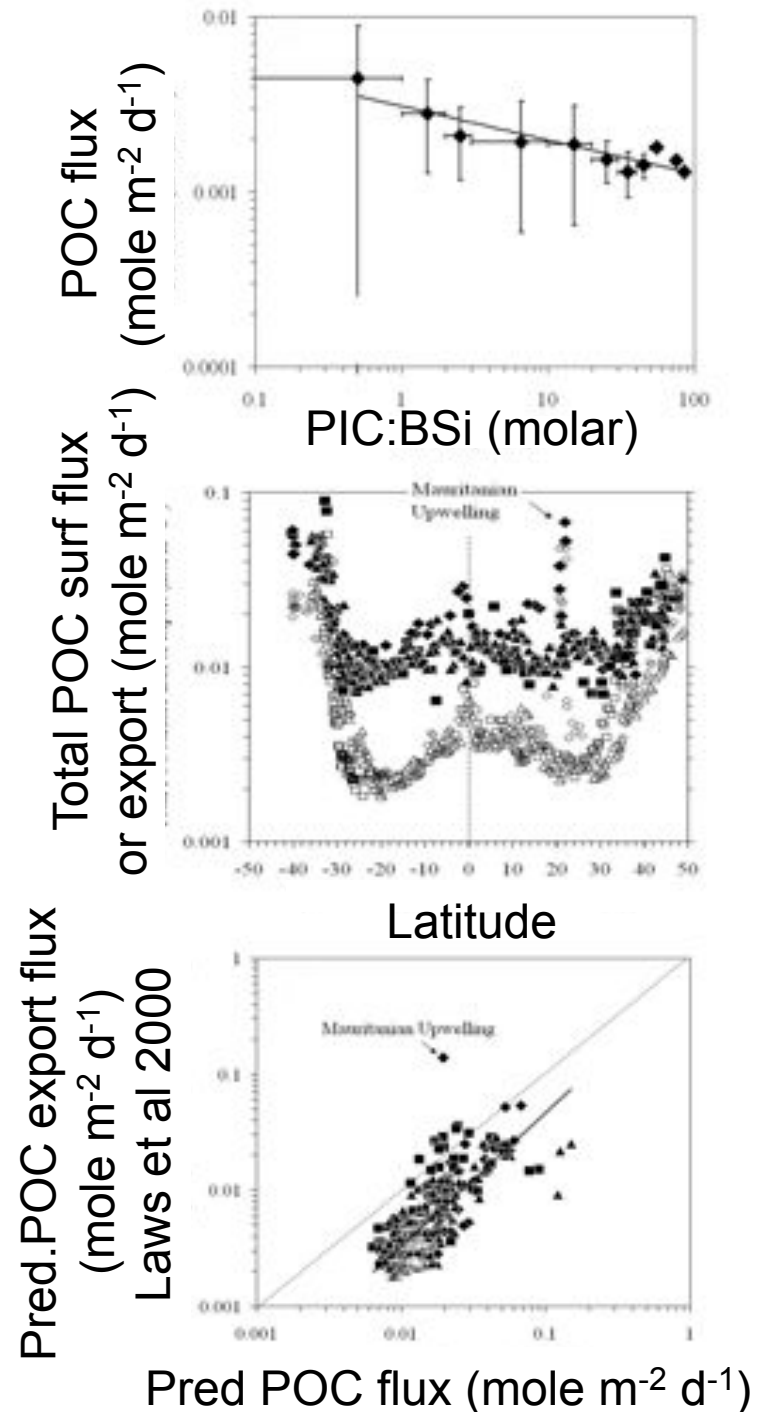 POC flux
(mole m-2 d-1)
0.01
0.001
0.0001
0.1 1 10 100
PIC:BSi (molar)
Total POC surf flux
or export (mole m-2 d-1)
0.1
0.01
0.001
Mauritanian
Upwelling
-50 -40 -30 -20 -10 0 10 20 30 40 50
Latitude
Pred.POC export flux
(mole m-2 d-1)
Laws et al 2000
1
0.1
0.01
0.001
Mauritanian Upwelling
0.001 0.01 0.1 1
Pred POC flux (mole m-2 d-1)